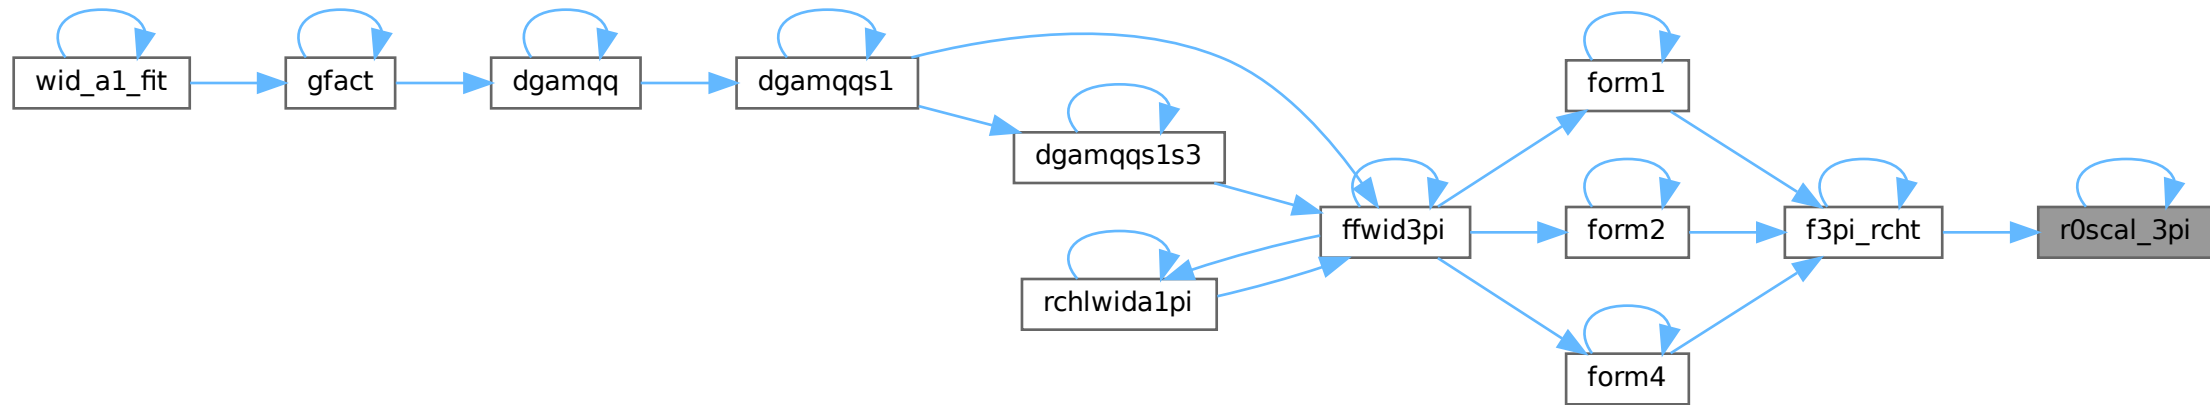 wid_a1_fit
gfact
dgamqq
dgamqqs1
dgamqqs1s3
rchlwida1pi
ffwid3pi
form1
form2
form4
f3pi_rcht
r0scal_3pi